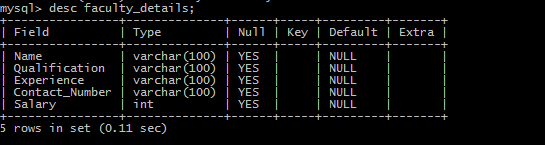 mysql> desc faculty_details;
+----------------+--------------+------+-----+---------+-------+
| Field          | Type         | Null | Key | Default | Extra |
+----------------+--------------+------+-----+---------+-------+
| Name           | varchar(100) | YES  |     | NULL    |       |
| Qualification  | varchar(100) | YES  |     | NULL    |       |
| Experience     | varchar(100) | YES  |     | NULL    |       |
| Contact_Number | varchar(100) | YES  |     | NULL    |       |
| Salary         | int          | YES  |     | NULL    |       |
+----------------+--------------+------+-----+---------+-------+
5 rows in set (0.11 sec)